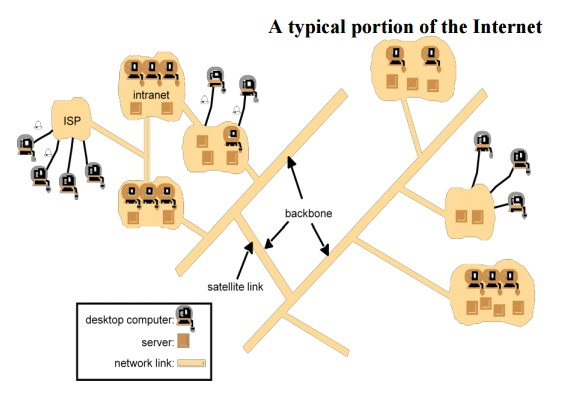 A typical portion of the Internet
intranet
ISP
backbone
satellite link
desktop computer:
server:
network link: